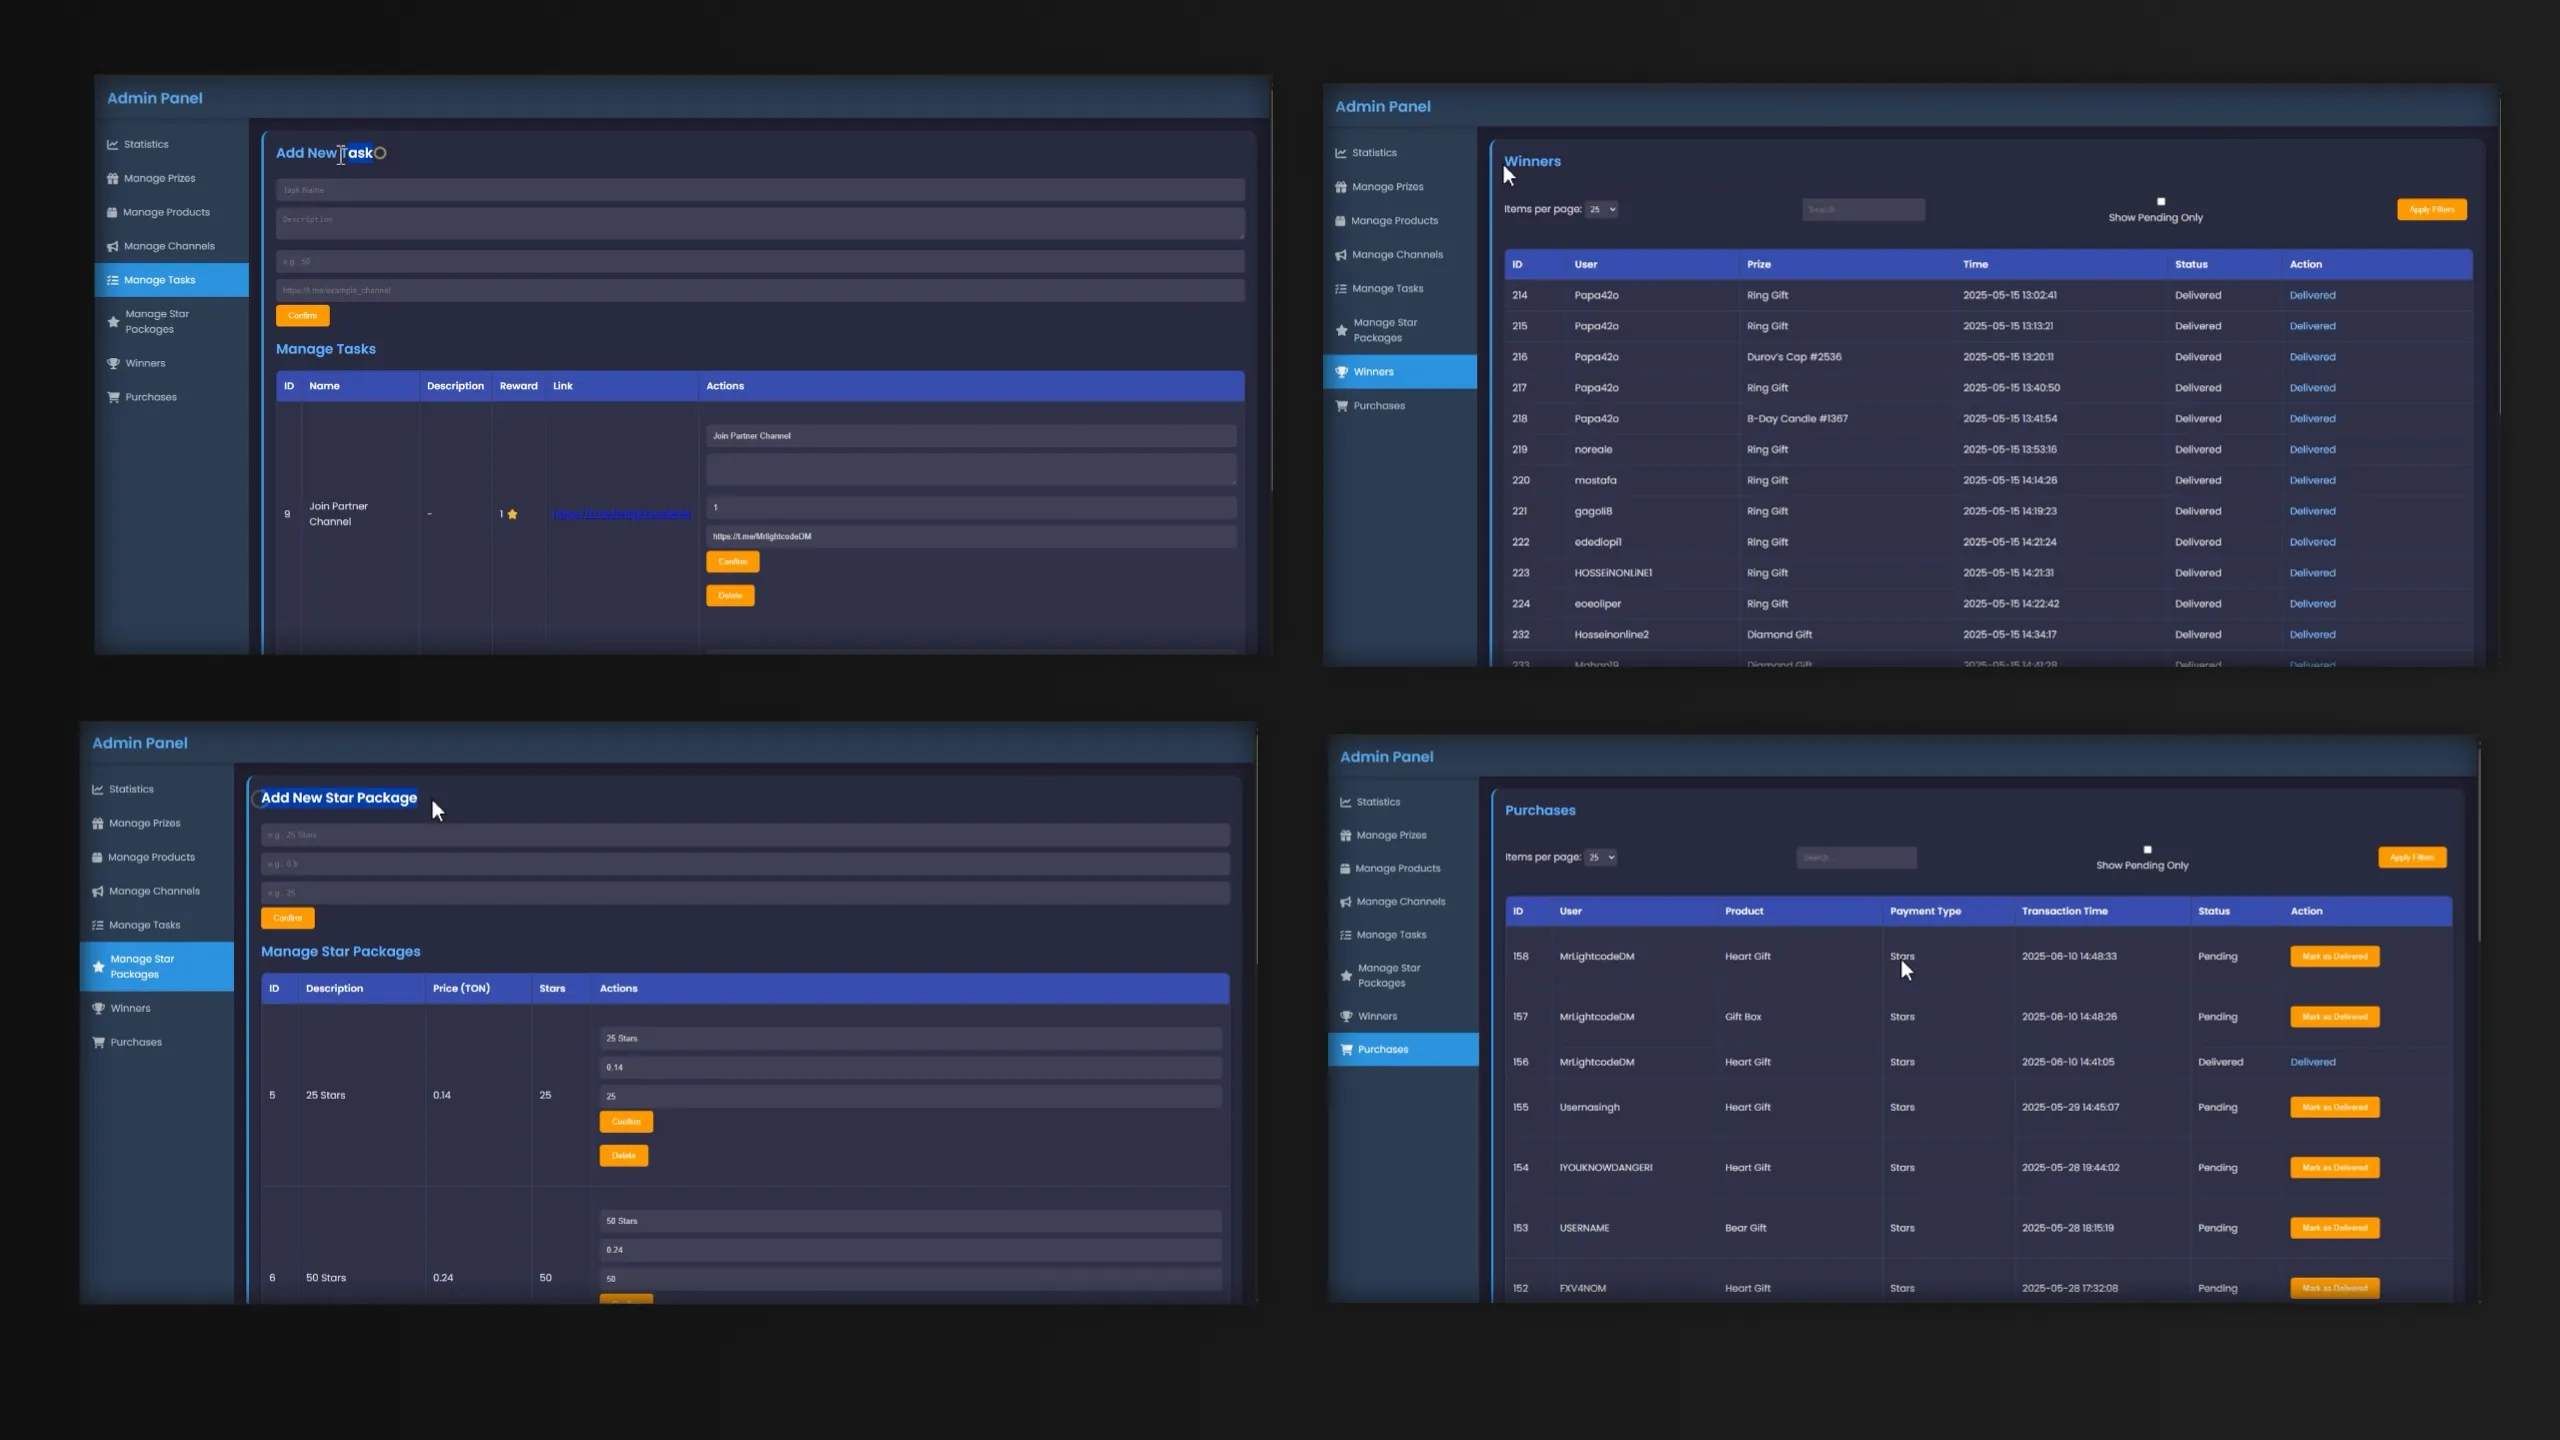 Admin Panel
Statistics
Manage Prizes
Manage Products
Manage Channels
Manage Tasks
Manage Star
Packages
Winners
Purchases
Add New Task
Task Name
Description
e.g. 50
https://t.me/example_channel
Confirm
Manage Tasks
ID Name Description Reward Link Actions
9 Join Partner Channel - 1
Join Partner Channel
1
https://t.me/MrlightcodeDM
Confirm
Delete
Admin Panel
Statistics
Manage Prizes
Manage Products
Manage Channels
Manage Tasks
Manage Star
Packages
Winners
Purchases
Winners
Items per page: 25 Search... Show Pending Only Apply Filters
ID User Prize Time Status Action
214 Papa42o Ring Gift 2025-05-15 13:02:41 Delivered Delivered
215 Papa42o Ring Gift 2025-05-15 13:13:21 Delivered Delivered
216 Papa42o Durov's Cap #2536 2025-05-15 13:20:11 Delivered Delivered
217 Papa42o Ring Gift 2025-05-15 13:40:50 Delivered Delivered
218 Papa42o B-Day Candle #1367 2025-05-15 13:41:54 Delivered Delivered
219 noreale Ring Gift 2025-05-15 13:53:16 Delivered Delivered
220 mostafa Ring Gift 2025-05-15 14:14:26 Delivered Delivered
221 gagoli8 Ring Gift 2025-05-15 14:19:23 Delivered Delivered
222 edediopi1 Ring Gift 2025-05-15 14:21:24 Delivered Delivered
223 HOSSEiNONLiNE1 Ring Gift 2025-05-15 14:21:31 Delivered Delivered
224 eoeoliper Ring Gift 2025-05-15 14:22:42 Delivered Delivered
232 Hosseinonline2 Diamond Gift 2025-05-15 14:34:17 Delivered Delivered
233 Mohan19 Diamond Gift 2025-05-15 14:41:28 Delivered Delivered
Admin Panel
Statistics
Manage Prizes
Manage Products
Manage Channels
Manage Tasks
Manage Star
Packages
Winners
Purchases
Add New Star Package
e.g. 25 Stars
e.g. 25
Confirm
Manage Star Packages
ID Description Price (TON) Stars Actions
5 25 Stars 0.14 25
25 Stars
0.14
25
Confirm
Delete
6 50 Stars 0.24 50
50 Stars
0.24
50
Admin Panel
Statistics
Manage Prizes
Manage Products
Manage Channels
Manage Tasks
Manage Star
Packages
Winners
Purchases
Purchases
Items per page: 25 Search... Show Pending Only Apply Filters
ID User Product Payment Type Transaction Time Status Action
158 MrLightcodeDM Heart Gift Stars 2025-06-10 14:48:33 Pending Mark as Delivered
157 MrLightcodeDM Gift Box Stars 2025-06-10 14:48:26 Pending Mark as Delivered
156 MrLightcodeDM Heart Gift Stars 2025-06-10 14:41:05 Delivered Delivered
155 Usernasingh Heart Gift Stars 2025-05-29 14:45:07 Pending Mark as Delivered
154 IYOUKNOWDANGERI Heart Gift Stars 2025-05-28 19:44:02 Pending Mark as Delivered
153 USERNAME Bear Gift Stars 2025-05-28 18:15:19 Pending Mark as Delivered
152 FXV4NOM Heart Gift Stars 2025-05-28 17:32:08 Pending Mark as Delivered